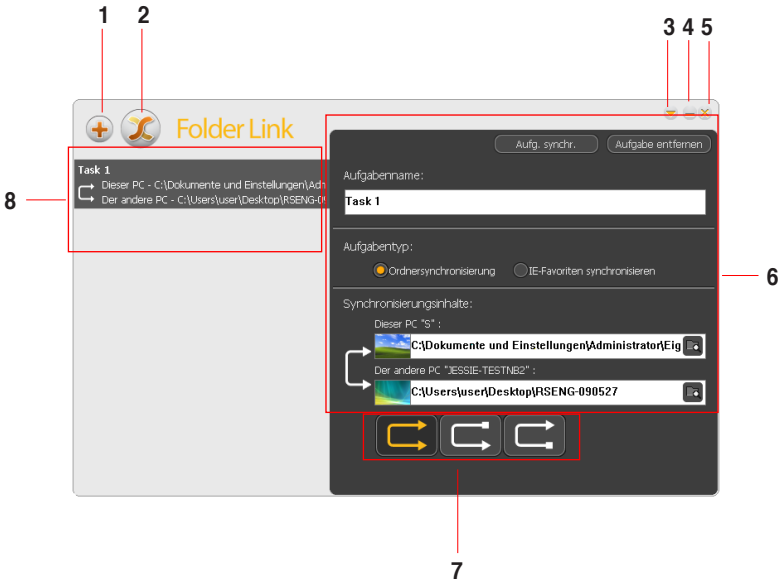 1 2 3 4 5
Folder Link
Aufg. synchr. Aufgabe entfernen
8
Task 1
Dieser PC - C:\Dokumente und Einstellungen\Adm
Der andere PC - C:\Users\user\Desktop\RSENG-09
Aufgabenname:
Task 1
Aufgabentyp:
Ordnersynchronisierung IE-Favoriten synchronisieren
6
Synchronisierungsinhalte:
Dieser PC "S" :
C:\Dokumente und Einstellungen\Administrator\Eig
Der andere PC "JESSIE-TESTNB2" :
C:\Users\user\Desktop\RSENG-090527
7